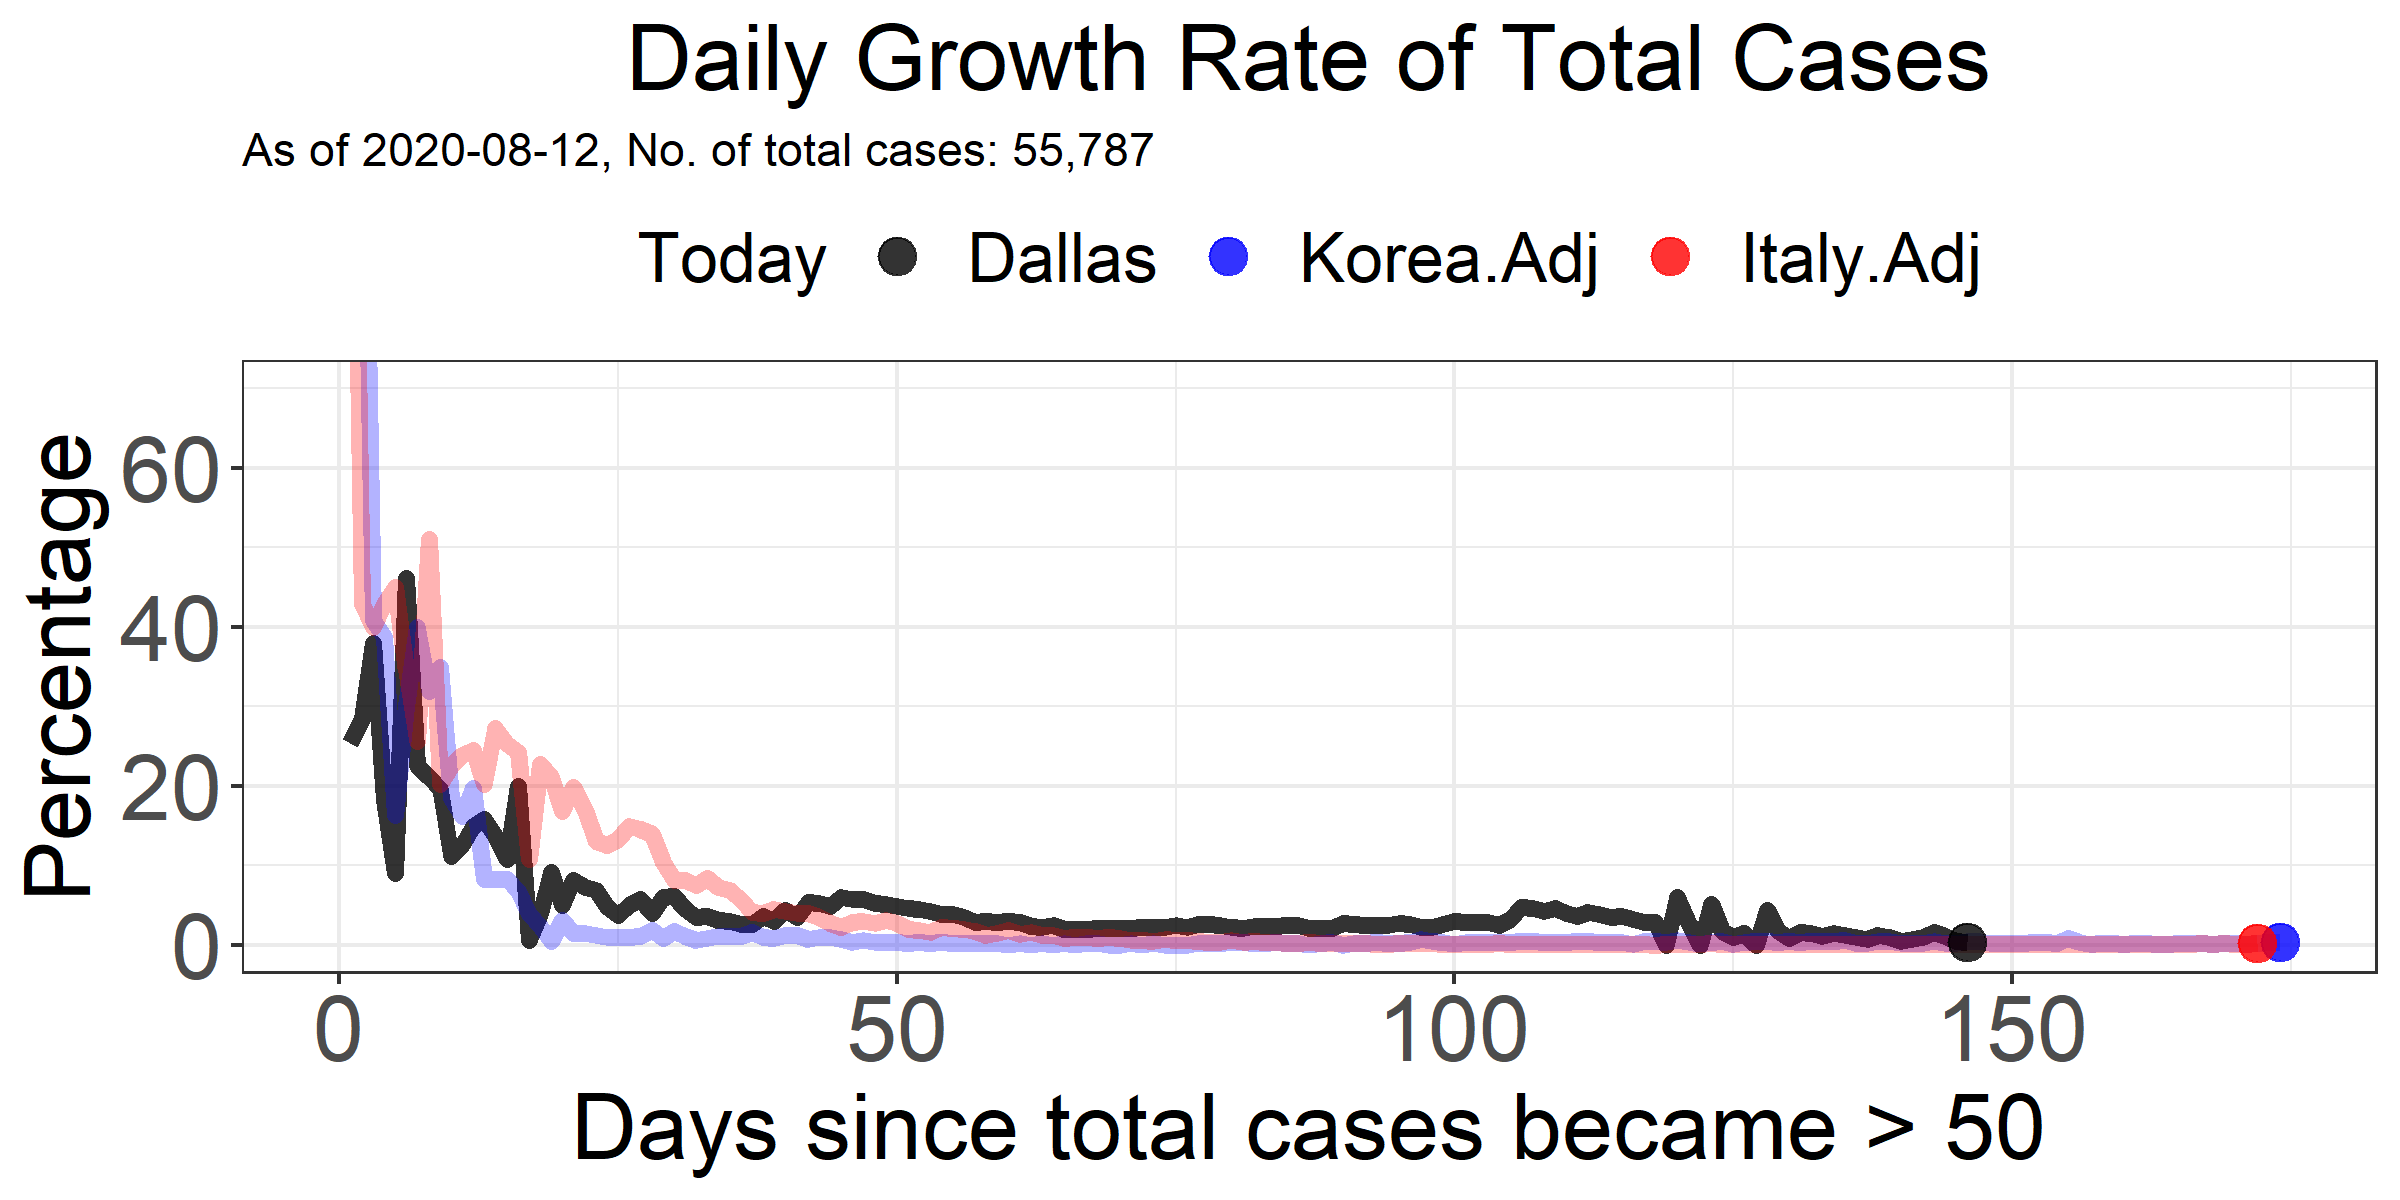 Daily Growth Rate of Total Cases
As of 2020-08-12, No. of total cases: 55,787
Today Dallas Korea.Adj Italy.Adj
Percentage
60
40
20
0
0 50 100 150
Days since total cases became > 50